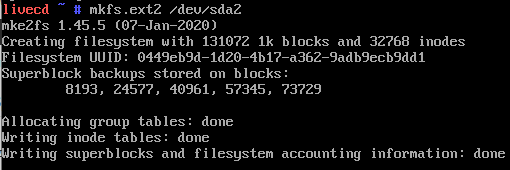 livecd ~ # mkfs.ext2 /dev/sda2
mke2fs 1.45.5 (07-Jan-2020)
Creating filesystem with 131072 1k blocks and 32768 inodes
Filesystem UUID: 0449eb9d-1d20-4b17-a362-9adb9ecb9dd1
Superblock backups stored on blocks:
8193, 24577, 40961, 57345, 73729
Allocating group tables: done
Writing inode tables: done
Writing superblocks and filesystem accounting information: done